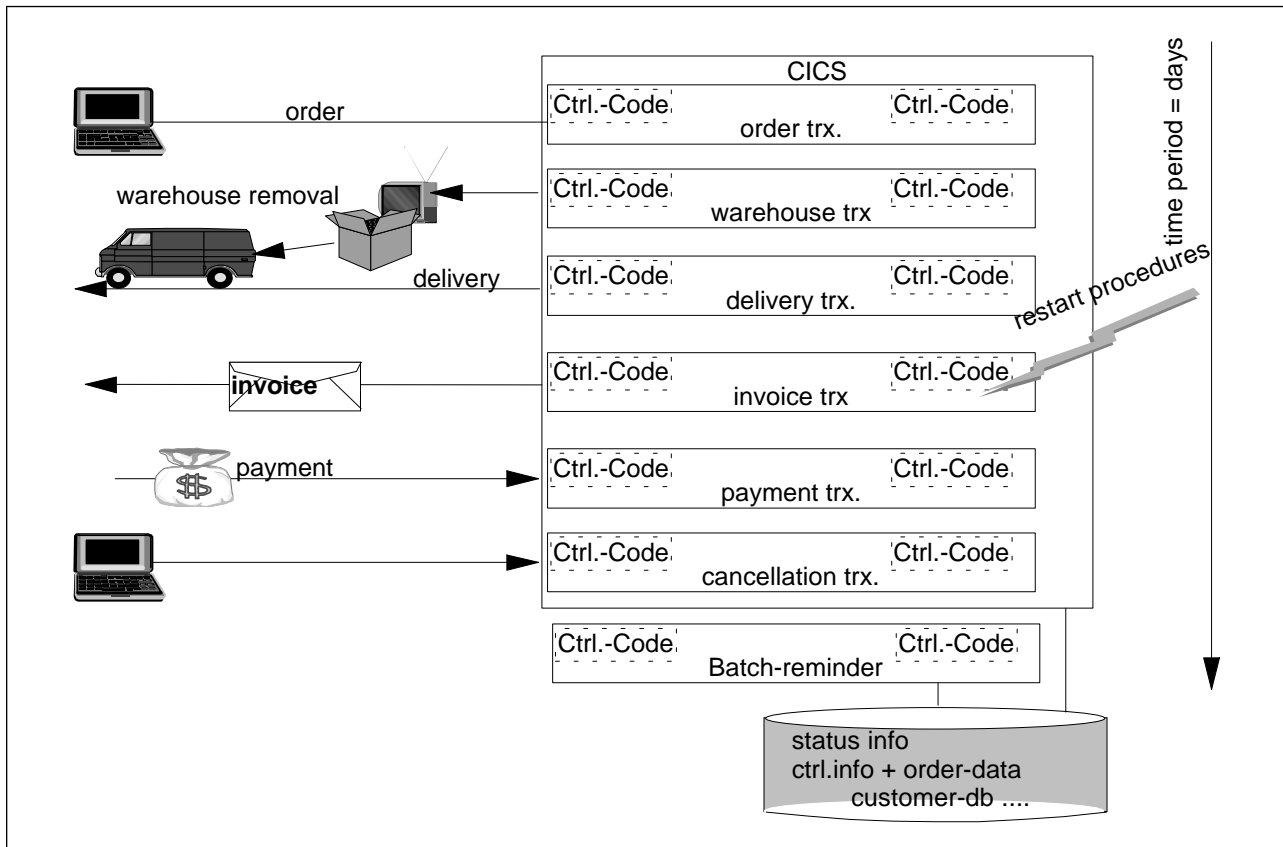 CICS
Ctrl.-Code Ctrl.-Code
order
order trx.
Ctrl.-Code Ctrl.-Code
warehouse removal
warehouse trx
Ctrl.-Code Ctrl.-Code
delivery
delivery trx.
time period = days
restart procedures
Ctrl.-Code Ctrl.-Code
invoice
invoice trx
Ctrl.-Code Ctrl.-Code
payment
$
payment trx.
Ctrl.-Code Ctrl.-Code
cancellation trx.
Ctrl.-Code Ctrl.-Code
Batch-reminder
status info
ctrl.info + order-data
customer-db ....